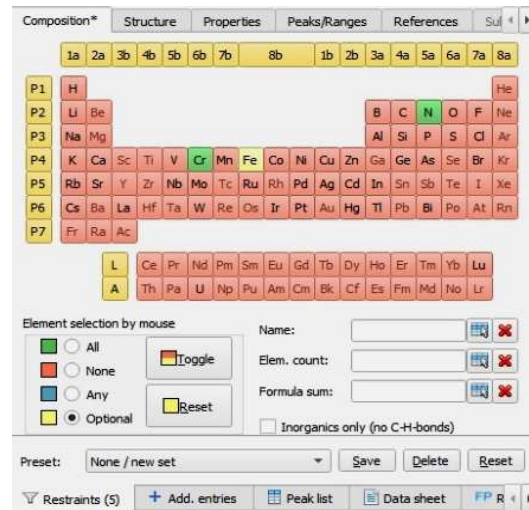 Composition* Structure Properties Peaks/Ranges References Sul
1a 2a 3b 4b 5b 6b 7b 8b 1b 2b 3a 4a 5a 6a 7a 8a
P1 H He
P2 Li Be B C N O F Ne
P3 Na Mg Al Si P S Cl Ar
P4 K Ca Sc Ti V Cr Mn Fe Co Ni Cu Zn Ga Ge As Se Br Kr
P5 Rb Sr Y Zr Nb Mo Tc Ru Rh Pd Ag Cd In Sn Sb Te I Xe
P6 Cs Ba La Hf Ta W Re Os Ir Pt Au Hg Tl Pb Bi Po At Rn
P7 Fr Ra Ac
L Ce Pr Nd Pm Sm Eu Gd Tb Dy Ho Er Tm Yb Lu
A Th Pa U Np Pu Am Cm Bk Cf Es Fm Md No Lr
Element selection by mouse
All
None
Any
Optional
Toggle
Reset
Name:
Elem. count:
Formula sum:
Inorganics only (no C-H-bonds)
Preset: None / new set Save Delete Reset
Restraints (5) + Add. entries Peak list Data sheet FP R